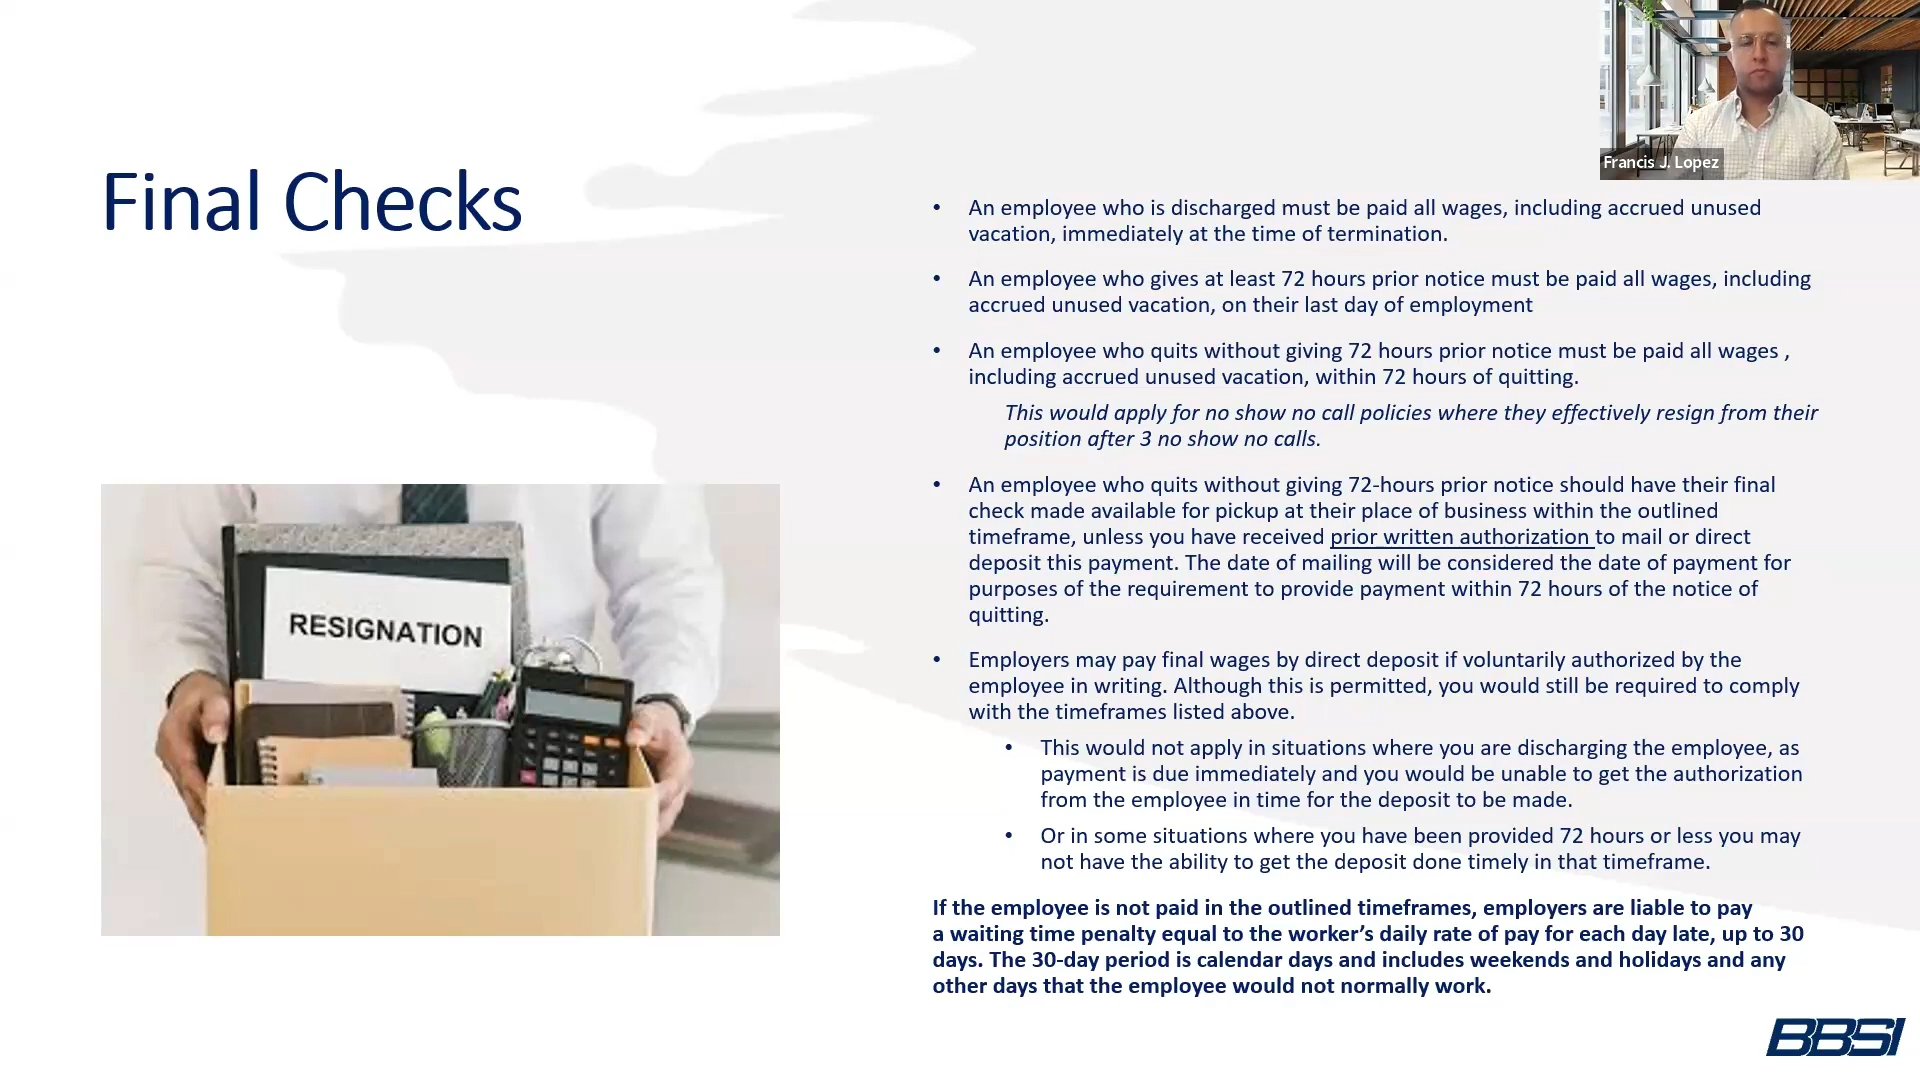 Francis J. Lopez
Final Checks
• An employee who is discharged must be paid all wages, including accrued unused
vacation, immediately at the time of termination.
• An employee who gives at least 72 hours prior notice must be paid all wages, including
accrued unused vacation, on their last day of employment
• An employee who quits without giving 72 hours prior notice must be paid all wages ,
including accrued unused vacation, within 72 hours of quitting.
This would apply for no show no call policies where they effectively resign from their
position after 3 no show no calls.
• An employee who quits without giving 72-hours prior notice should have their final
check made available for pickup at their place of business within the outlined
timeframe, unless you have received prior written authorization to mail or direct
deposit this payment. The date of mailing will be considered the date of payment for
purposes of the requirement to provide payment within 72 hours of the notice of
quitting.
• Employers may pay final wages by direct deposit if voluntarily authorized by the
employee in writing. Although this is permitted, you would still be required to comply
with the timeframes listed above.
• This would not apply in situations where you are discharging the employee, as
payment is due immediately and you would be unable to get the authorization
from the employee in time for the deposit to be made.
• Or in some situations where you have been provided 72 hours or less you may
not have the ability to get the deposit done timely in that timeframe.
If the employee is not paid in the outlined timeframes, employers are liable to pay
a waiting time penalty equal to the worker’s daily rate of pay for each day late, up to 30
days. The 30-day period is calendar days and includes weekends and holidays and any
other days that the employee would not normally work.
RESIGNATION
BBSI